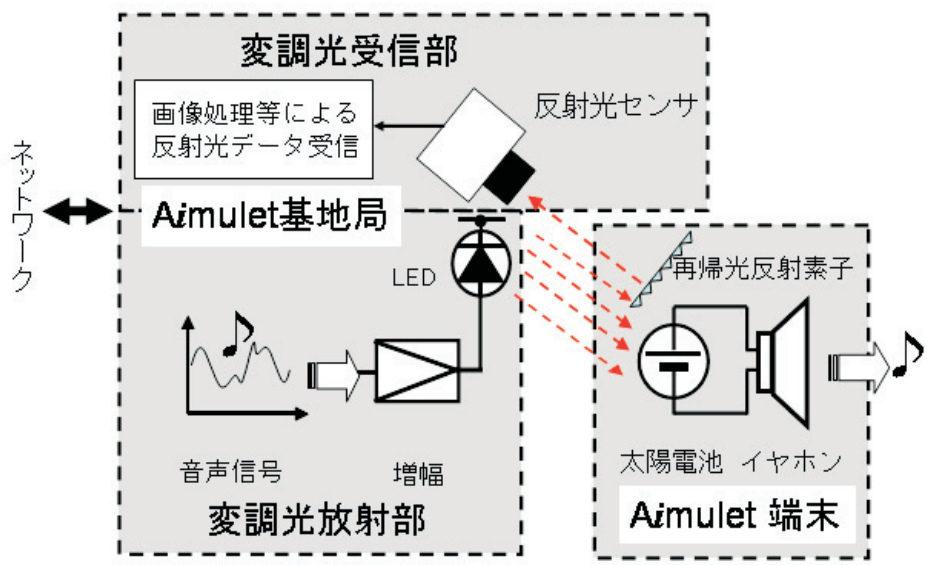 変調光受信部
画像処理等による
反射光データ受信
反射光センサ
ネットワーク
Aimulet基地局
LED
再帰光反射素子
音声信号
増幅
変調光放射部
太陽電池 イヤホン
Aimulet 端末